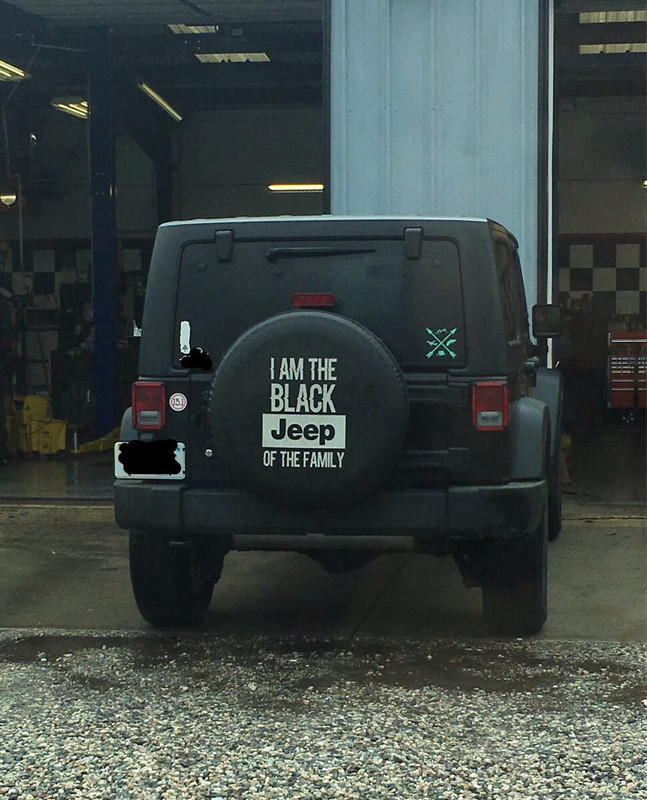 I AM THE
BLACK
Jeep
OF THE FAMILY